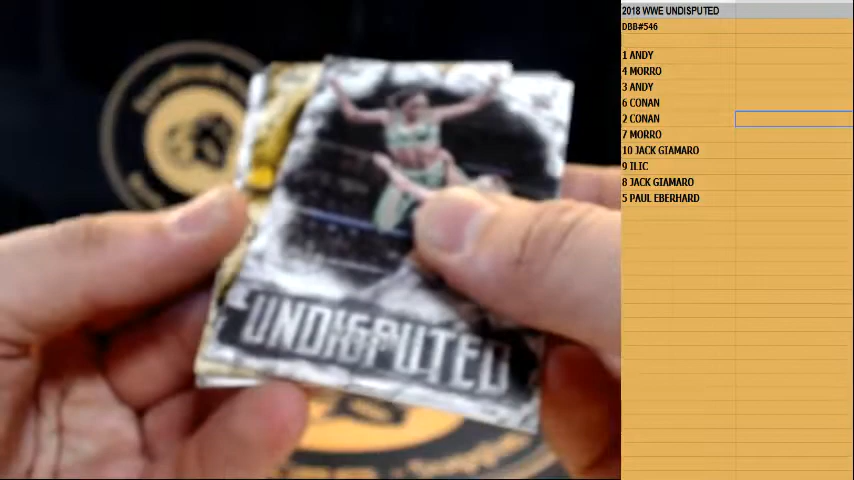 2018 WWE UNDISPUTED
DBB#546
1 ANDY
4 MORRO
3 ANDY
6 CONAN
2 CONAN
7 MORRO
10 JACK GIAMARO
9 ILIC
8 JACK GIAMARO
5 PAUL EBERHARD
UNDISPUTED